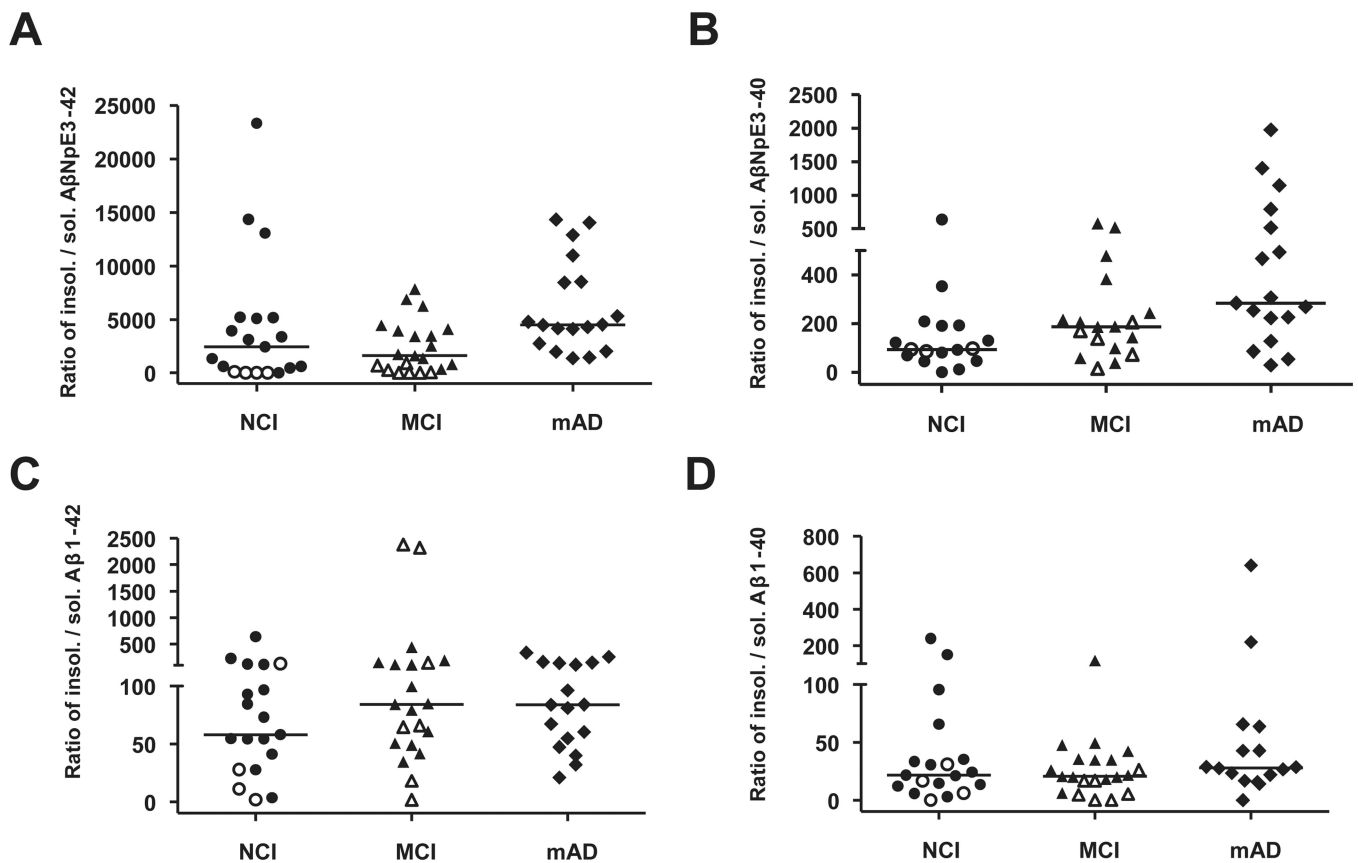 A
Ratio of insol. / sol. AβNpE3-42
25000
20000
15000
10000
5000
0
NCI
MCI
mAD
B
Ratio of insol. / sol. AβNpE3-40
2500
2000
1500
1000
500
400
200
0
NCI
MCI
mAD
C
Ratio of insol. / sol. Aβ1-42
2500
2000
1500
1000
500
100
50
0
NCI
MCI
mAD
D
Ratio of insol. / sol. Aβ1-40
800
600
400
200
100
50
0
NCI
MCI
mAD